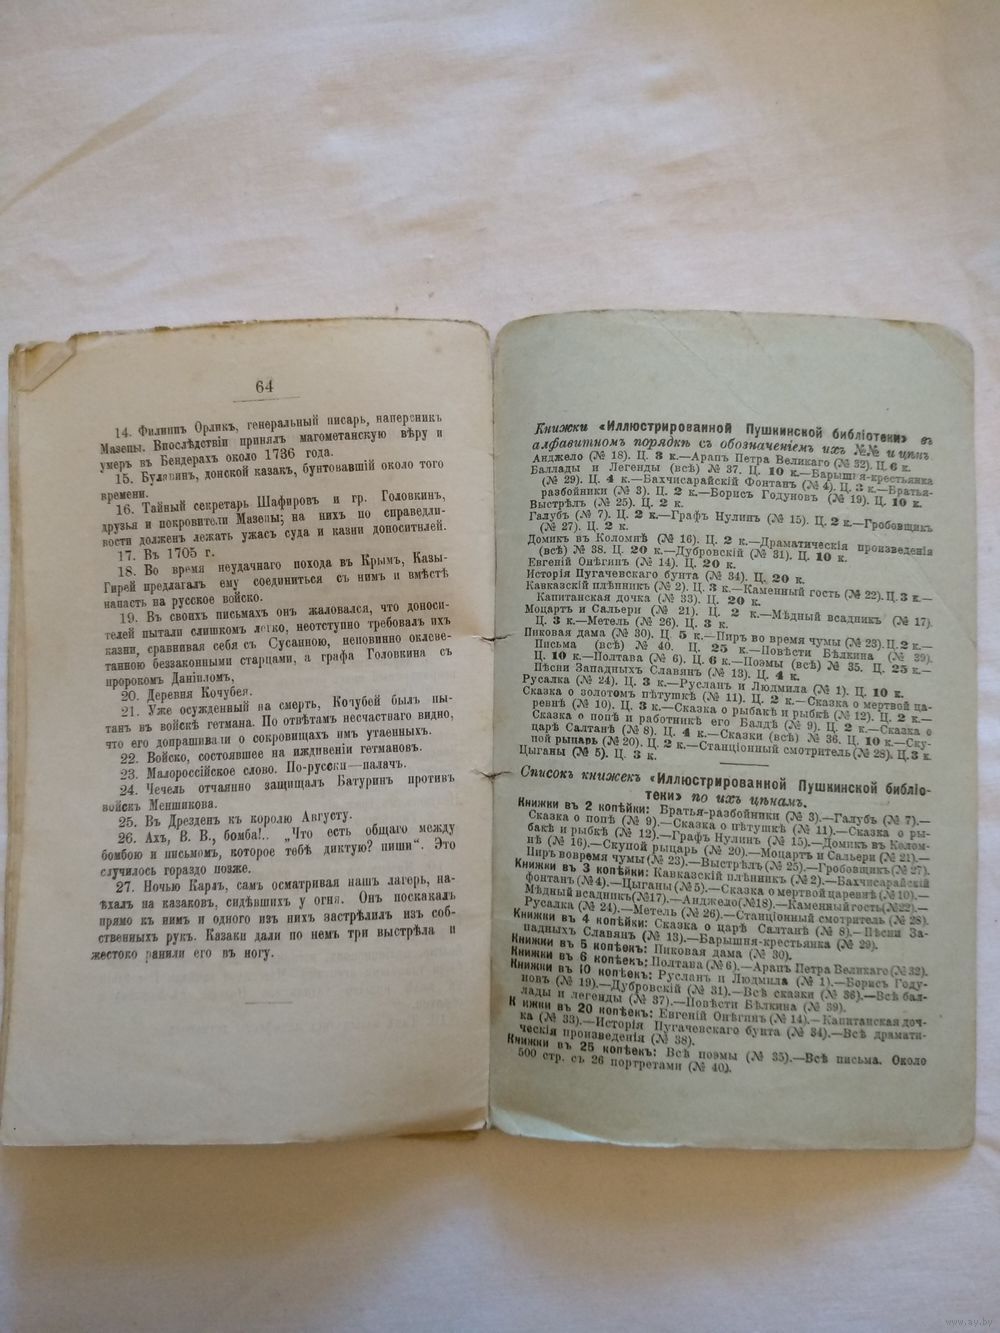 64
14. Филиппъ Орликъ, генеральный писарь, наперсникъ
Мазепы. Впослѣдствіи принялъ магометанскую вѣру и
умеръ въ Бендерахъ около 1736 года.
15. Булавинъ, донской казакъ, бунтовавшій около того
времени.
16. Тайный секретарь Шафировъ и гр. Головкинъ,
друзья и покровители Мазепы; на нихъ по справедли-
вости долженъ лежать ужасъ суда и казни доносителей.
17. Въ 1705 г.
18. Во время неудачнаго похода въ Крымъ, Казы-
Гирей предлагалъ ему соединиться съ нимъ и вмѣстѣ
напасть на русское войско.
19. Въ своихъ письмахъ онъ жаловался, что доноси-
телей пытали слишкомъ легко, неотступно требовалъ ихъ
казни, сравнивая себя съ Сусанною, неповинно оклеве-
танною беззаконными старцами, а графа Головкина съ
пророкомъ Даніиломъ,
20. Деревня Кочубея.
21. Уже осужденный на смерть, Кочубей былъ пы-
танъ въ войскѣ гетмана. По отвѣтамъ несчастнаго видно,
что его допрашивали о сокровищахъ имъ утаенныхъ.
22. Войско, состоявшее на иждивеніи гетмановъ.
23. Малороссійское слово. По-русски—палачъ.
24. Чечель отчаянно защищалъ Батуринъ противъ
войскъ Меншикова.
25. Въ Дрезденъ къ королю Августу.
26. Ахъ, В. В., бомба!.. „Что есть общаго между
бомбою и письмомъ, которое тебѣ диктую? пиши“. Это
случилось гораздо позже.
27. Ночью Карлъ, самъ осматривая нашъ лагерь, на-
ѣхалъ на казаковъ, сидѣвшихъ у огня. Онъ поскакалъ
прямо къ нимъ и одного изъ нихъ застрѣлилъ изъ соб-
ственныхъ рукъ. Казаки дали по немъ три выстрѣла и
жестоко ранили его въ ногу.
Книжки «Иллюстрированной Пушкинской библіотеки» въ
алфавитномъ порядкѣ съ обозначеніемъ ихъ №№ и цѣнъ.
Анджело (№ 18). Ц. 3 к.—Арапъ Петра Великаго (№ 32). Ц. 6 к.
Баллады и Легенды (всѣ) № 37. Ц. 10 к.—Барышня-крестьянка
(№ 29). Ц. 4 к.—Бахчисарайскій Фонтанъ (№ 4). Ц. 3 к.—Братья-
разбойники (№ 3). Ц. 2 к.—Борисъ Годуновъ (№ 19). Ц. 10 к.
Выстрѣлъ (№ 25). Ц. 2 к.
Галубъ (№ 7). Ц. 2 к.—Графъ Нулинъ (№ 15). Ц. 2 к.—Гробовщикъ
(№ 27). Ц. 2 к.
Домикъ въ Коломнѣ (№ 16). Ц. 2 к.—Драматическія произведенія
(всѣ) № 38. Ц. 20 к.—Дубровскій (№ 31). Ц. 10 к.
Евгеній Онѣгинъ (№ 14). Ц. 20 к.
Исторія Пугачевскаго бунта (№ 34). Ц. 20 к.
Кавказскій плѣнникъ (№ 2). Ц. 3 к.—Каменный гость (№ 22). Ц. 3 к.—
Капитанская дочка (№ 33). Ц. 20 к.
Моцартъ и Сальери (№ 21). Ц. 2 к.—Мѣдный всадникъ (№ 17).
Ц. 3 к.—Метель (№ 26). Ц. 3 к.
Пиковая дама (№ 30). Ц. 5 к.—Пиръ во время чумы (№ 23). Ц. 2 к.—
Письма (всѣ) № 40. Ц. 25 к.—Повѣсти Бѣлкина (№ 39).
Ц. 10 к.—Полтава (№ 6). Ц. 6 к.—Поэмы (всѣ) № 35. Ц. 25 к.—
Пѣсни Западныхъ Славянъ (№ 13). Ц. 4 к.
Русалка (№ 24). Ц. 3 к.—Русланъ и Людмила (№ 1). Ц. 10 к.
Сказка о золотомъ пѣтушкѣ (№ 11). Ц. 2 к.—Сказка о мертвой ца-
ревнѣ (№ 10). Ц. 3 к.—Сказка о рыбакѣ и рыбкѣ (№ 12). Ц. 2 к.—
Сказка о попѣ и работникѣ его Балдѣ (№ 9). Ц. 2 к.—Сказка о
царѣ Салтанѣ (№ 8). Ц. 4 к.—Сказки (всѣ) № 36. Ц. 10 к.—Ску-
пой рыцарь (№ 20). Ц. 2 к.—Станціонный смотритель (№ 28). Ц. 3 к.
Цыганы (№ 5). Ц. 3 к.
Списокъ книжекъ «Иллюстрированной Пушкинской библіо-
теки» по ихъ цѣнамъ.
Книжки въ 2 копѣйки: Братья-разбойники (№ 3).—Галубъ (№ 7).—
Сказка о попѣ (№ 9).—Сказка о пѣтушкѣ (№ 11).—Сказка о ры-
бакѣ и рыбкѣ (№ 12).—Графъ Нулинъ (№ 15).—Домикъ въ Колом-
нѣ (№ 16).—Скупой рыцарь (№ 20).—Моцартъ и Сальери (№ 21).—
Пиръ во время чумы (№ 23).—Выстрѣлъ (№ 25).—Гробовщикъ (№ 27).
Книжки въ 3 копѣйки: Кавказскій плѣнникъ (№ 2).—Бахчисарайскій
фонтанъ (№ 4).—Цыганы (№ 5).—Сказка о мертвой царевнѣ (№ 10).—
Мѣдный всадникъ (№ 17).—Анджело (№ 18).—Каменный гость (№ 22).—
Русалка (№ 24).—Метель (№ 26).—Станціонный смотритель (№ 28).
Книжки въ 4 копѣйки: Сказка о царѣ Салтанѣ (№ 8).—Пѣсни За-
падныхъ Славянъ (№ 13).—Барышня-крестьянка (№ 29).
Книжки въ 5 копѣекъ: Пиковая дама (№ 30).
Книжки въ 6 копѣекъ: Полтава (№ 6).—Арапъ Петра Великаго (№ 32).
Книжки въ 10 копѣекъ: Русланъ и Людмила (№ 1).—Борисъ Году-
новъ (№ 19).—Дубровскій (№ 31).—Всѣ сказки (№ 36).—Всѣ бал-
лады и легенды (№ 37).—Повѣсти Бѣлкина (№ 39).
К ижки въ 20 копѣекъ: Евгеній Онѣгинъ (№ 14).—Капитанская доч-
ка (№ 33).—Исторія Пугачевскаго бунта (№ 34).—Всѣ драмати-
ческія произведенія (№ 38).
Книжки въ 25 копѣекъ: Всѣ поэмы (№ 35).—Всѣ письма. Около
500 стр. съ 26 портретами (№ 40).
www.ay.by